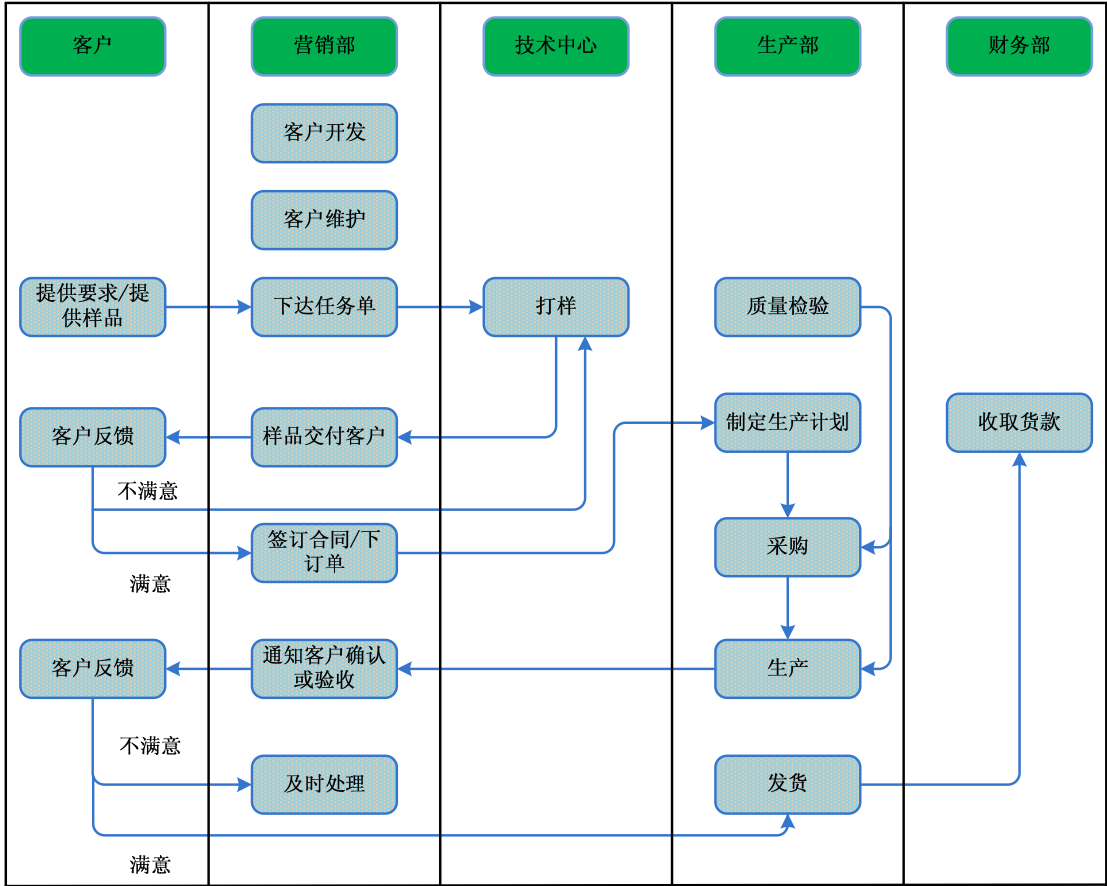 客户
营销部
技术中心
生产部
财务部
客户开发
客户维护
提供要求/提
供样品
下达任务单
打样
质量检验
客户反馈
样品交付客户
制定生产计划
收取货款
不满意
签订合同/下
订单
采购
满意
客户反馈
通知客户确认
或验收
生产
不满意
及时处理
发货
满意